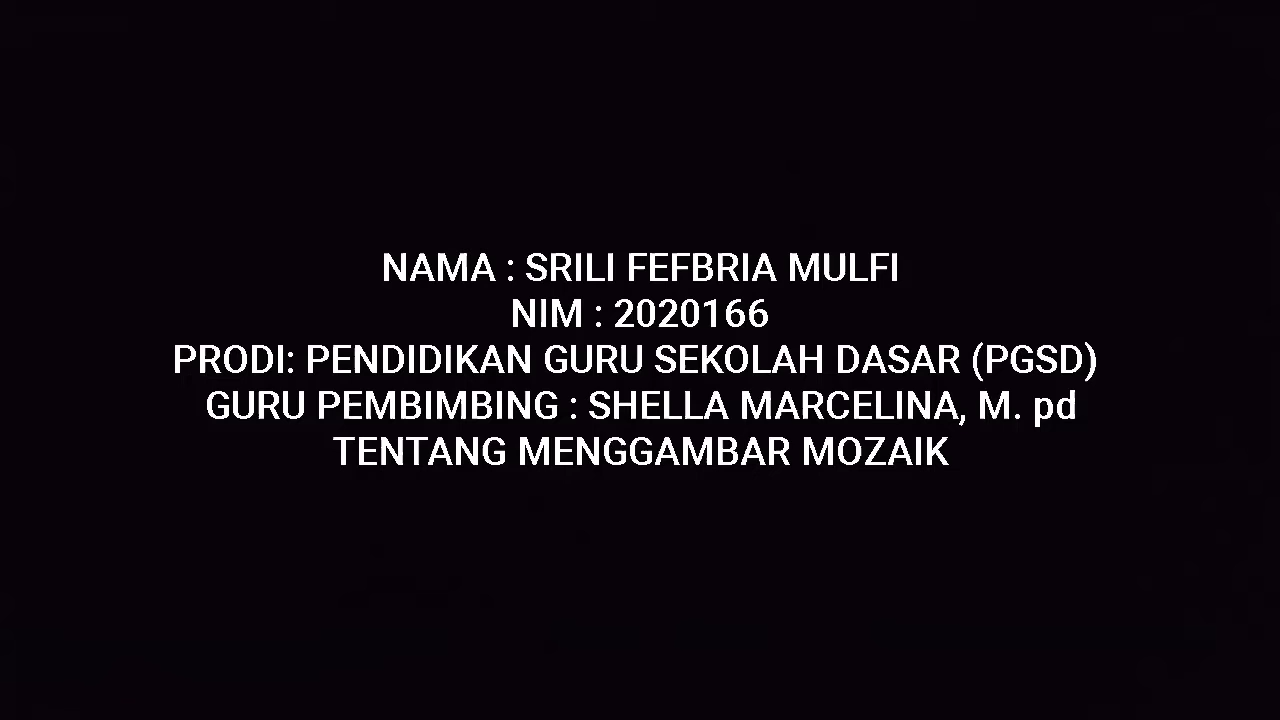 NAMA : SRILI FEFBRIA MULFI
NIM : 2020166
PRODI: PENDIDIKAN GURU SEKOLAH DASAR (PGSD)
GURU PEMBIMBING : SHELLA MARCELINA, M. pd
TENTANG MENGGAMBAR MOZAIK